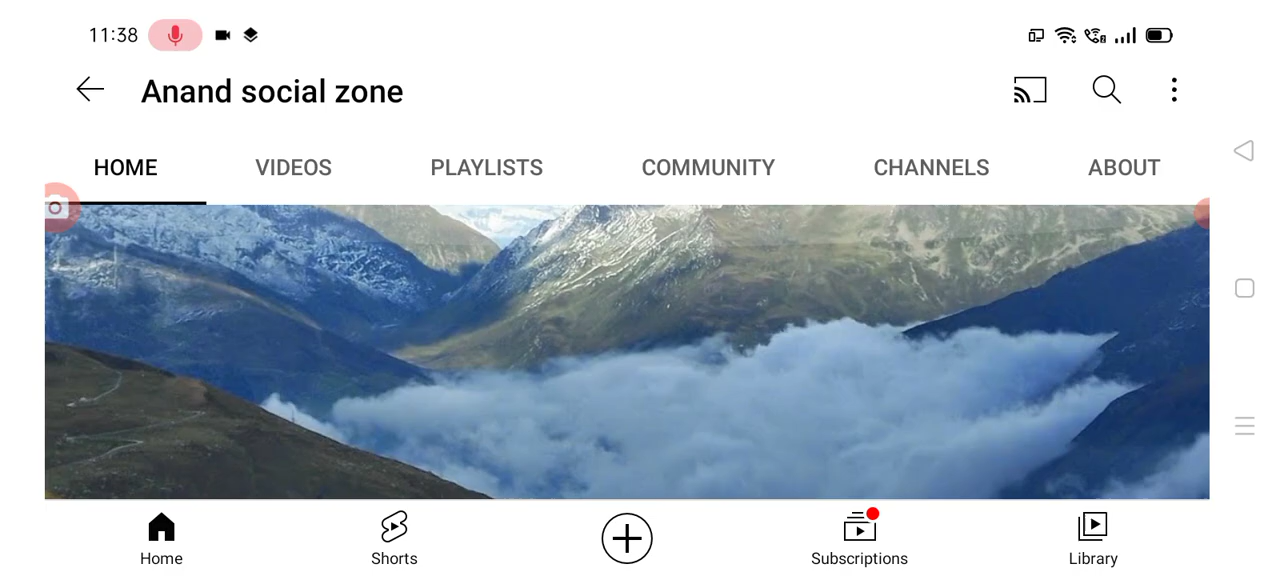 11:38
Anand social zone
HOME VIDEOS PLAYLISTS COMMUNITY CHANNELS ABOUT
Home Shorts Subscriptions Library